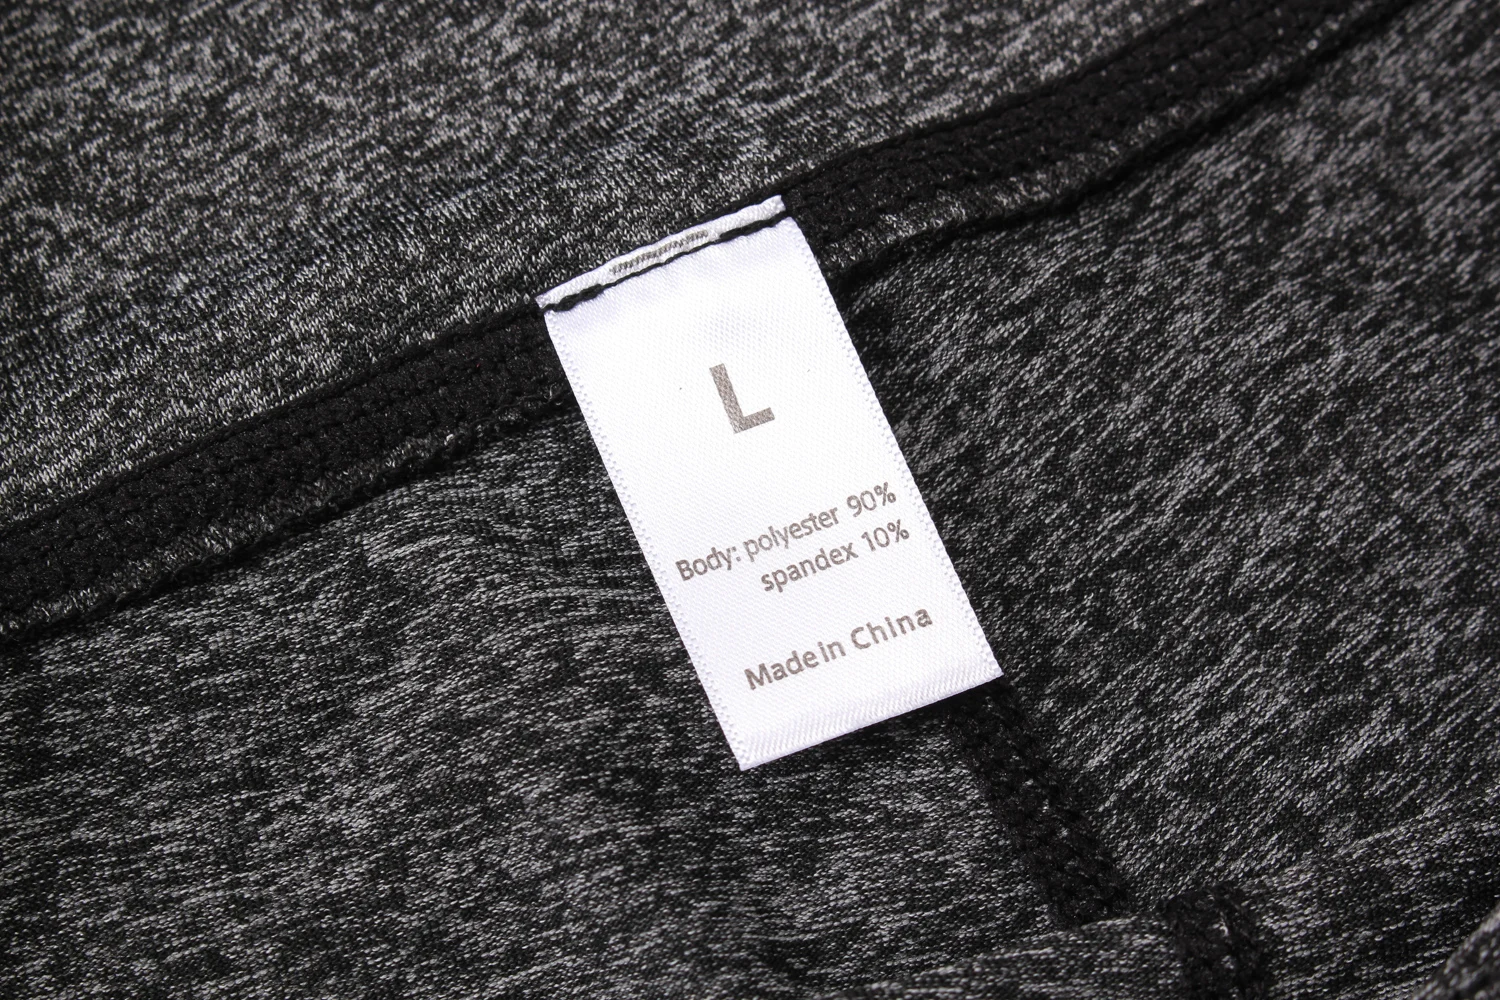 L
Body: polyester 90%
spandex 10%
Made in China